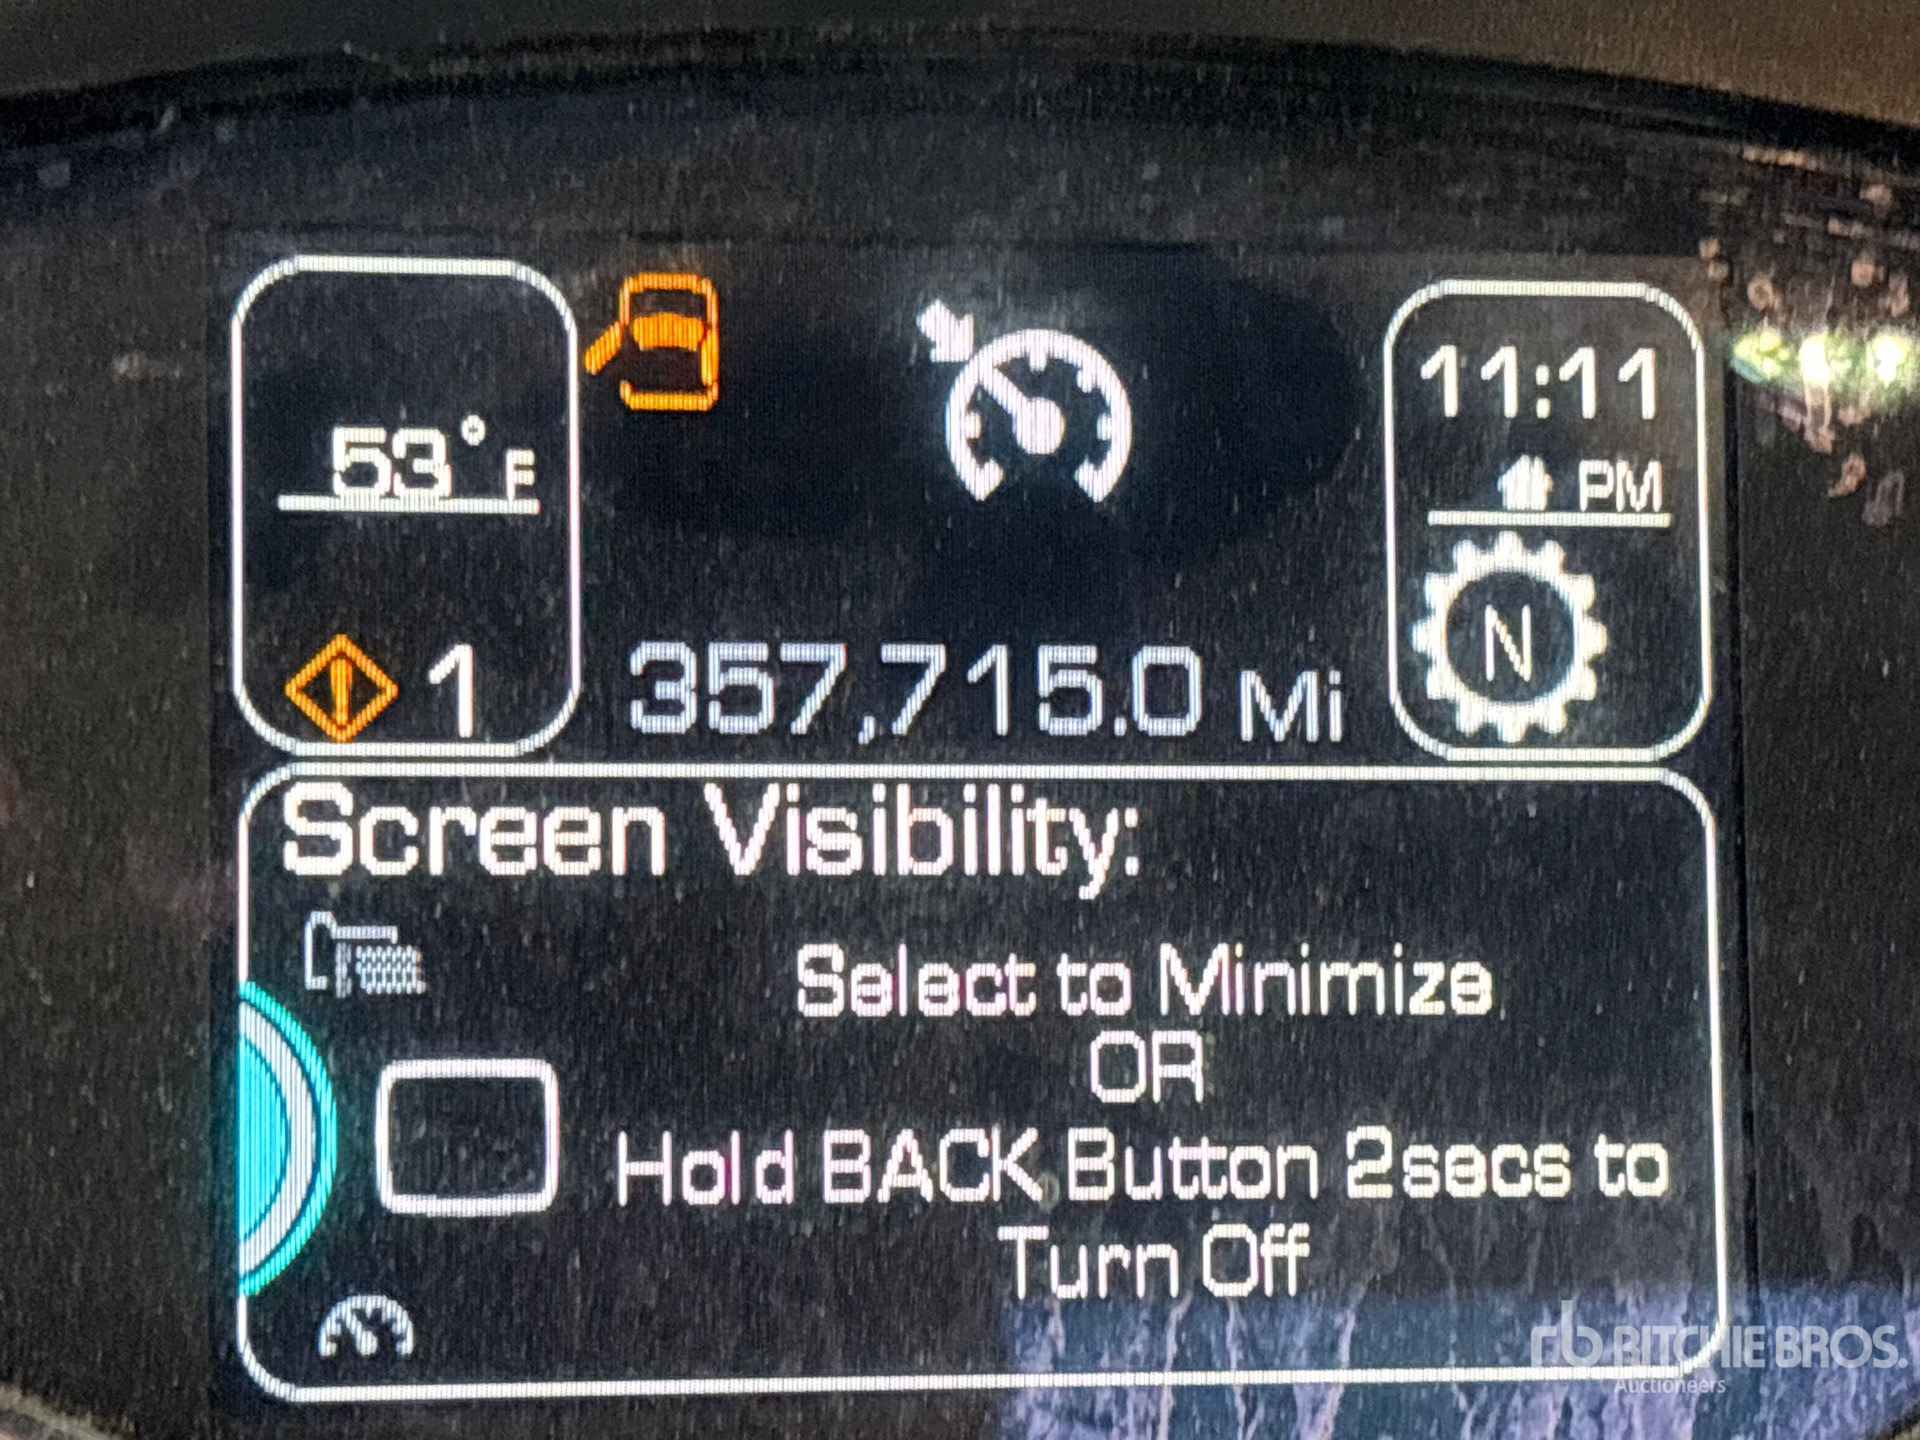 53° F
11:11
PM
N
1
357,715.0 Mi
Screen Visibility:
Select to Minimize
OR
Hold BACK Button 2secs to
Turn Off
rb RITCHIE BROS.
Auctioneers